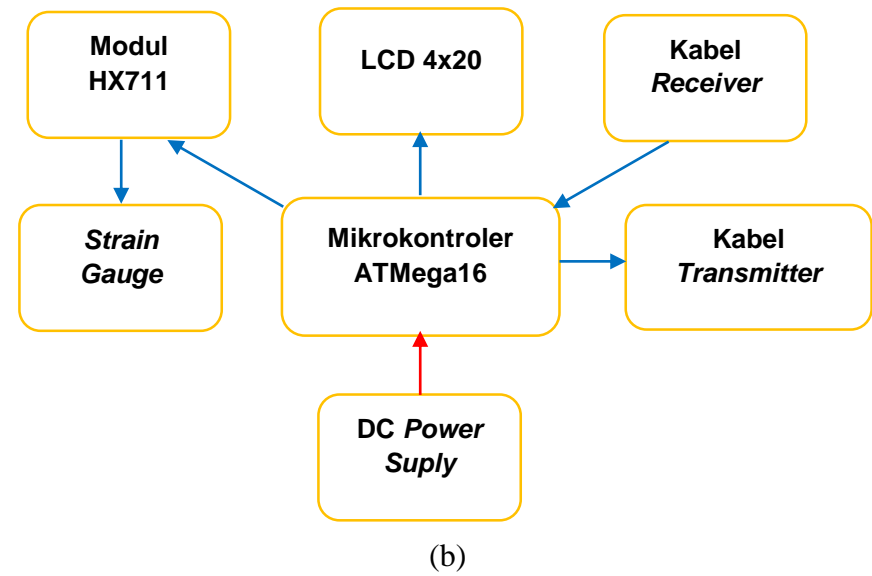 Modul
HX711
LCD 4x20
Kabel
Receiver
Strain
Gauge
Mikrokontroler
ATMega16
Kabel
Transmitter
DC Power
Suply
(b)